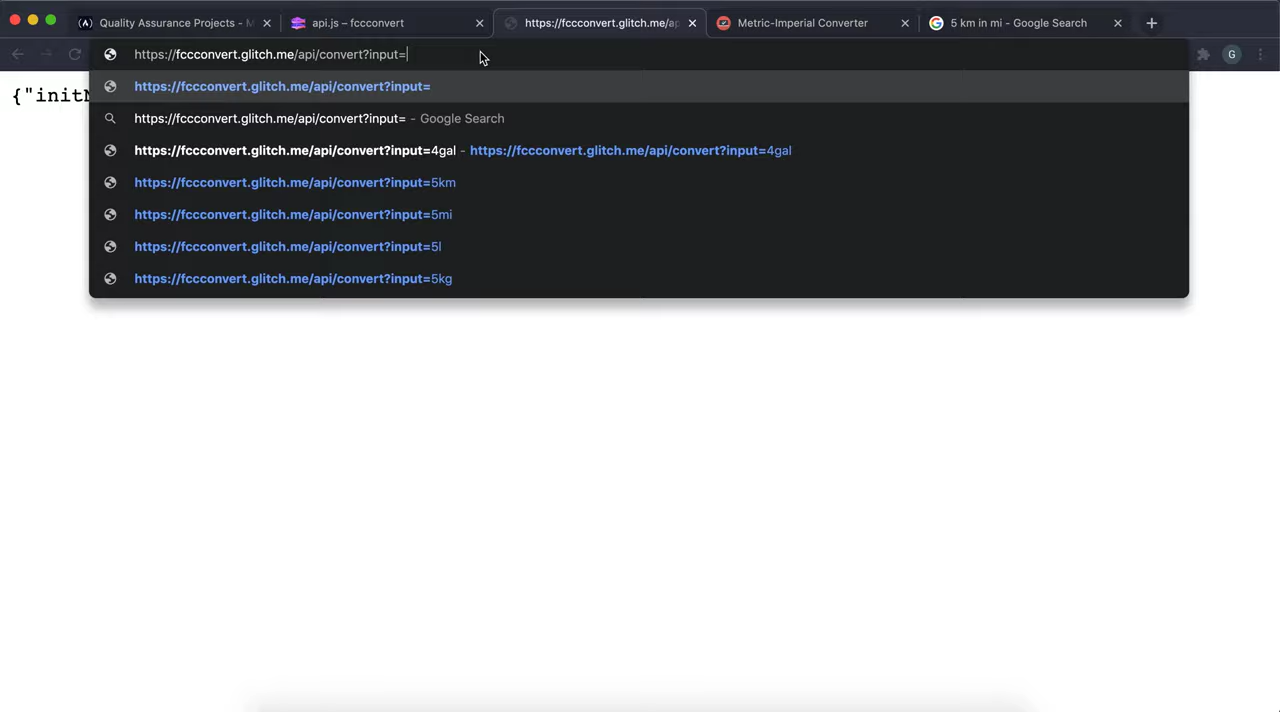 Quality Assurance Projects - M
api.js – fccconvert
https://fccconvert.glitch.me/ap
Metric-Imperial Converter
5 km in mi - Google Search
https://fccconvert.glitch.me/api/convert?input=
G
{"init
https://fccconvert.glitch.me/api/convert?input=
https://fccconvert.glitch.me/api/convert?input= - Google Search
https://fccconvert.glitch.me/api/convert?input=4gal - https://fccconvert.glitch.me/api/convert?input=4gal
https://fccconvert.glitch.me/api/convert?input=5km
https://fccconvert.glitch.me/api/convert?input=5mi
https://fccconvert.glitch.me/api/convert?input=5l
https://fccconvert.glitch.me/api/convert?input=5kg